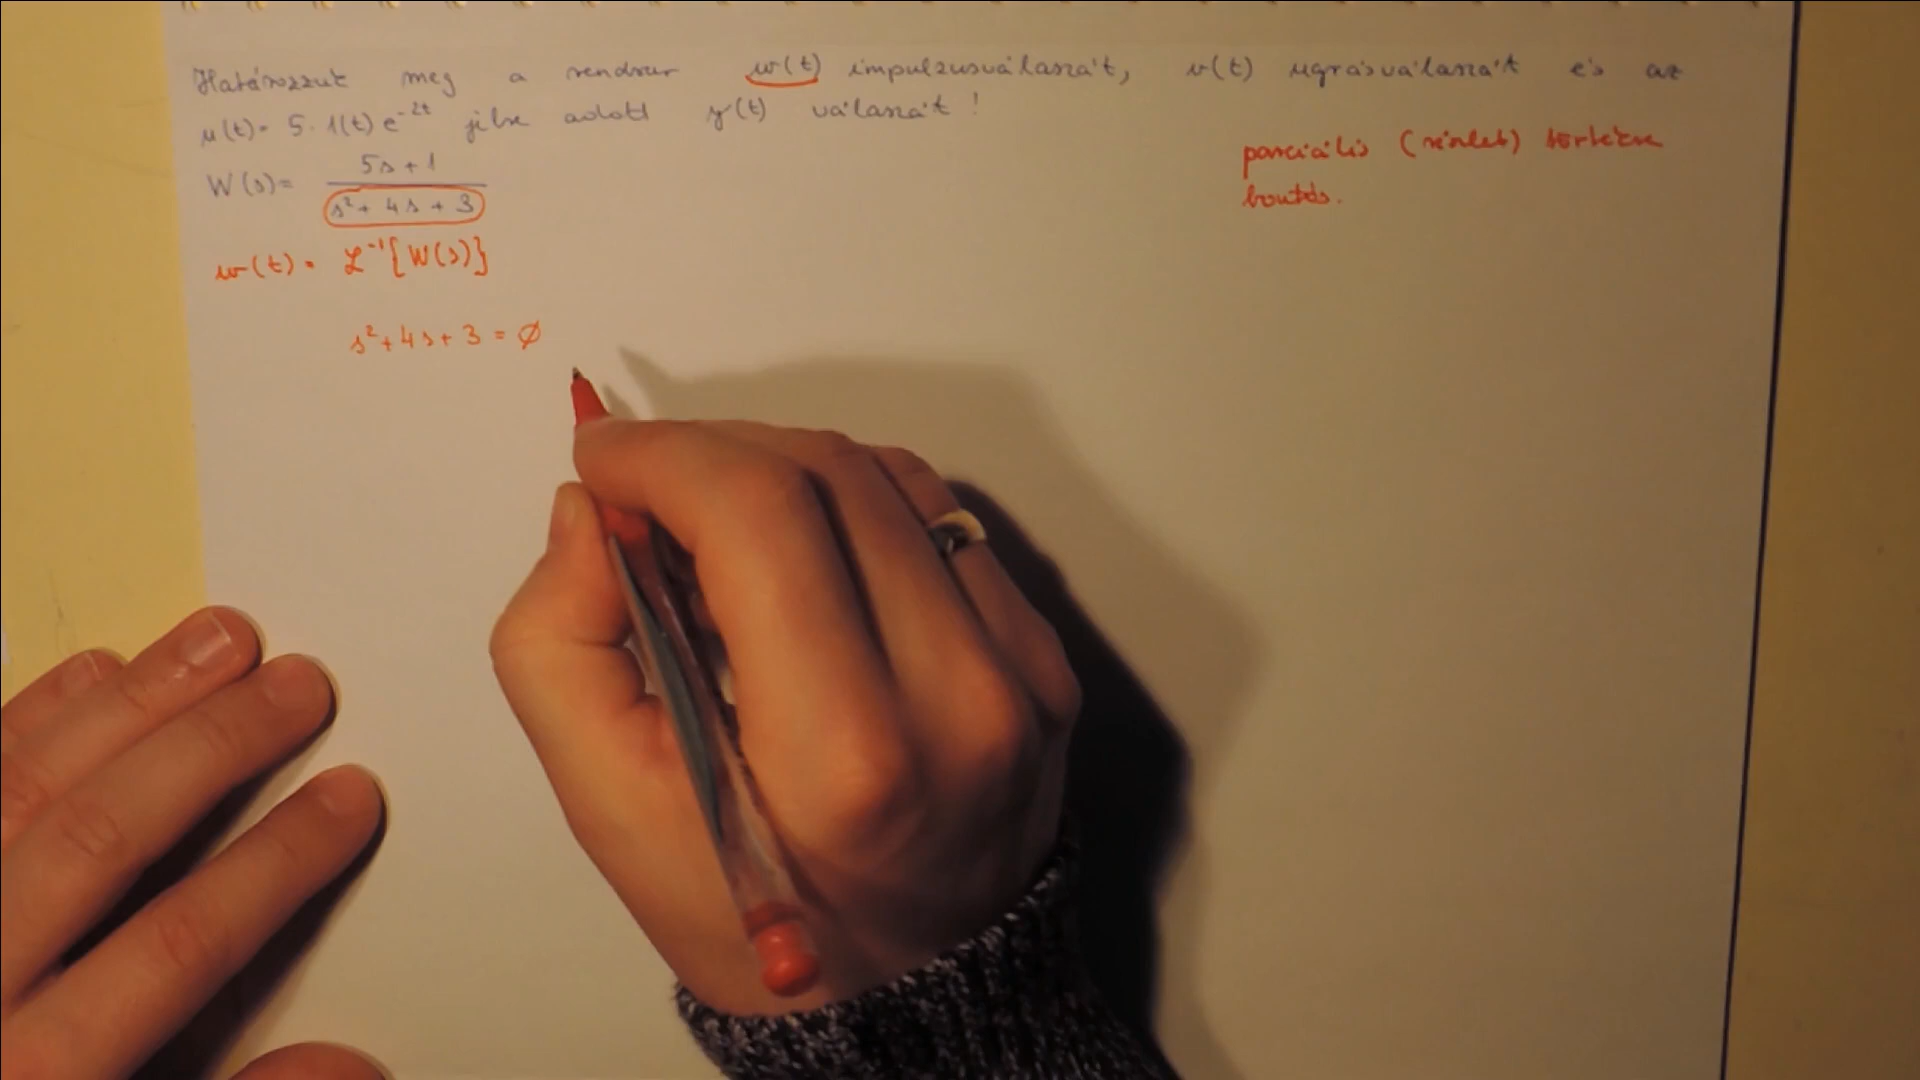 Határozzuk meg a rendszer w(t) impulzusválaszát, v(t) ugrásválaszát és az
u(t) = 5·1(t) e^-2t jelre adott y(t) válaszát!
parciális (részlet) törtekre
bontás.
W(s) = (5s + 1) / (s² + 4s + 3)
w(t) = ℒ⁻¹{W(s)}
s² + 4s + 3 = ∅